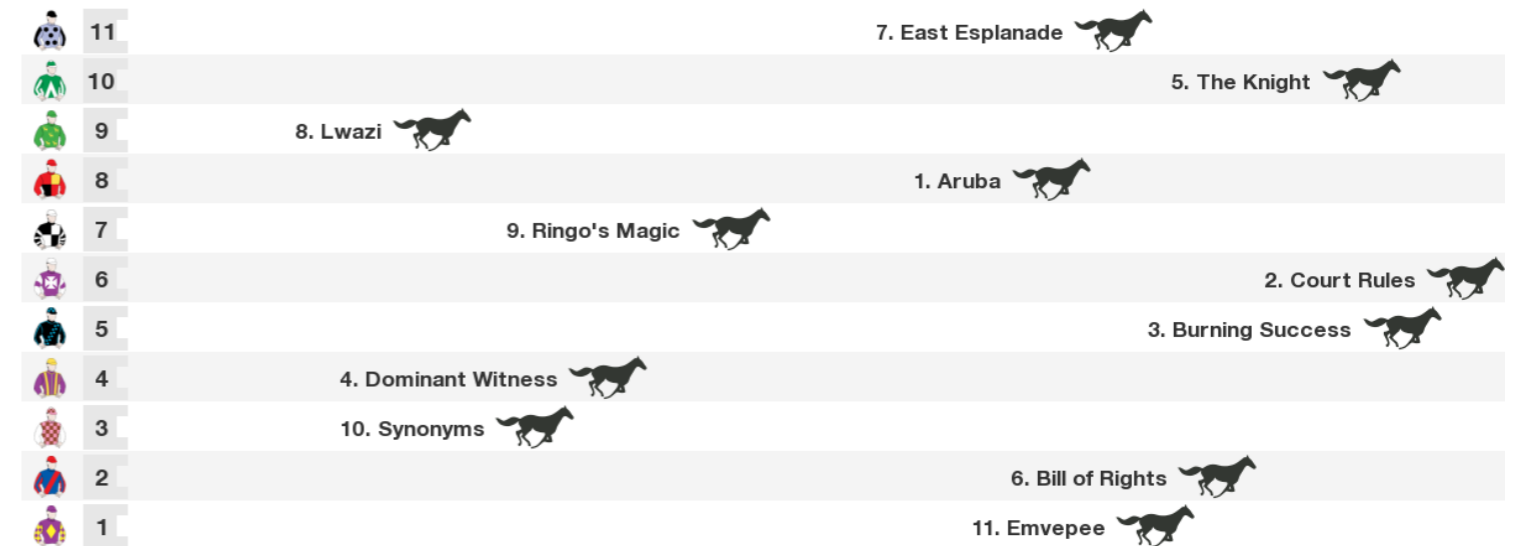 11 7. East Esplanade
10 5. The Knight
9 8. Lwazi
8 1. Aruba
7 9. Ringo's Magic
6 2. Court Rules
5 3. Burning Success
4 4. Dominant Witness
3 10. Synonyms
2 6. Bill of Rights
1 11. Emvepee